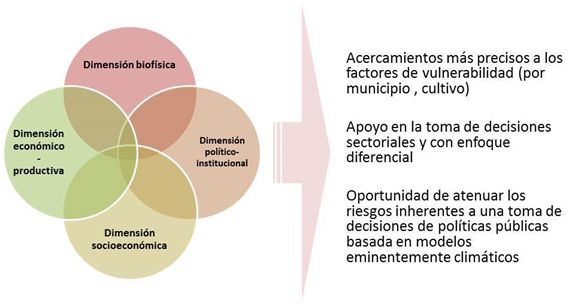 Dimensión biofísica
Dimensión
económico
-
productiva
Dimensión
político-
institucional
Dimensión
socioeconómica
Acercamientos más precisos a los
factores de vulnerabilidad (por
municipio , cultivo)
Apoyo en la toma de decisiones
sectoriales y con enfoque
diferencial
Oportunidad de atenuar los
riesgos inherentes a una toma de
decisiones de políticas públicas
basada en modelos
eminentemente climáticos